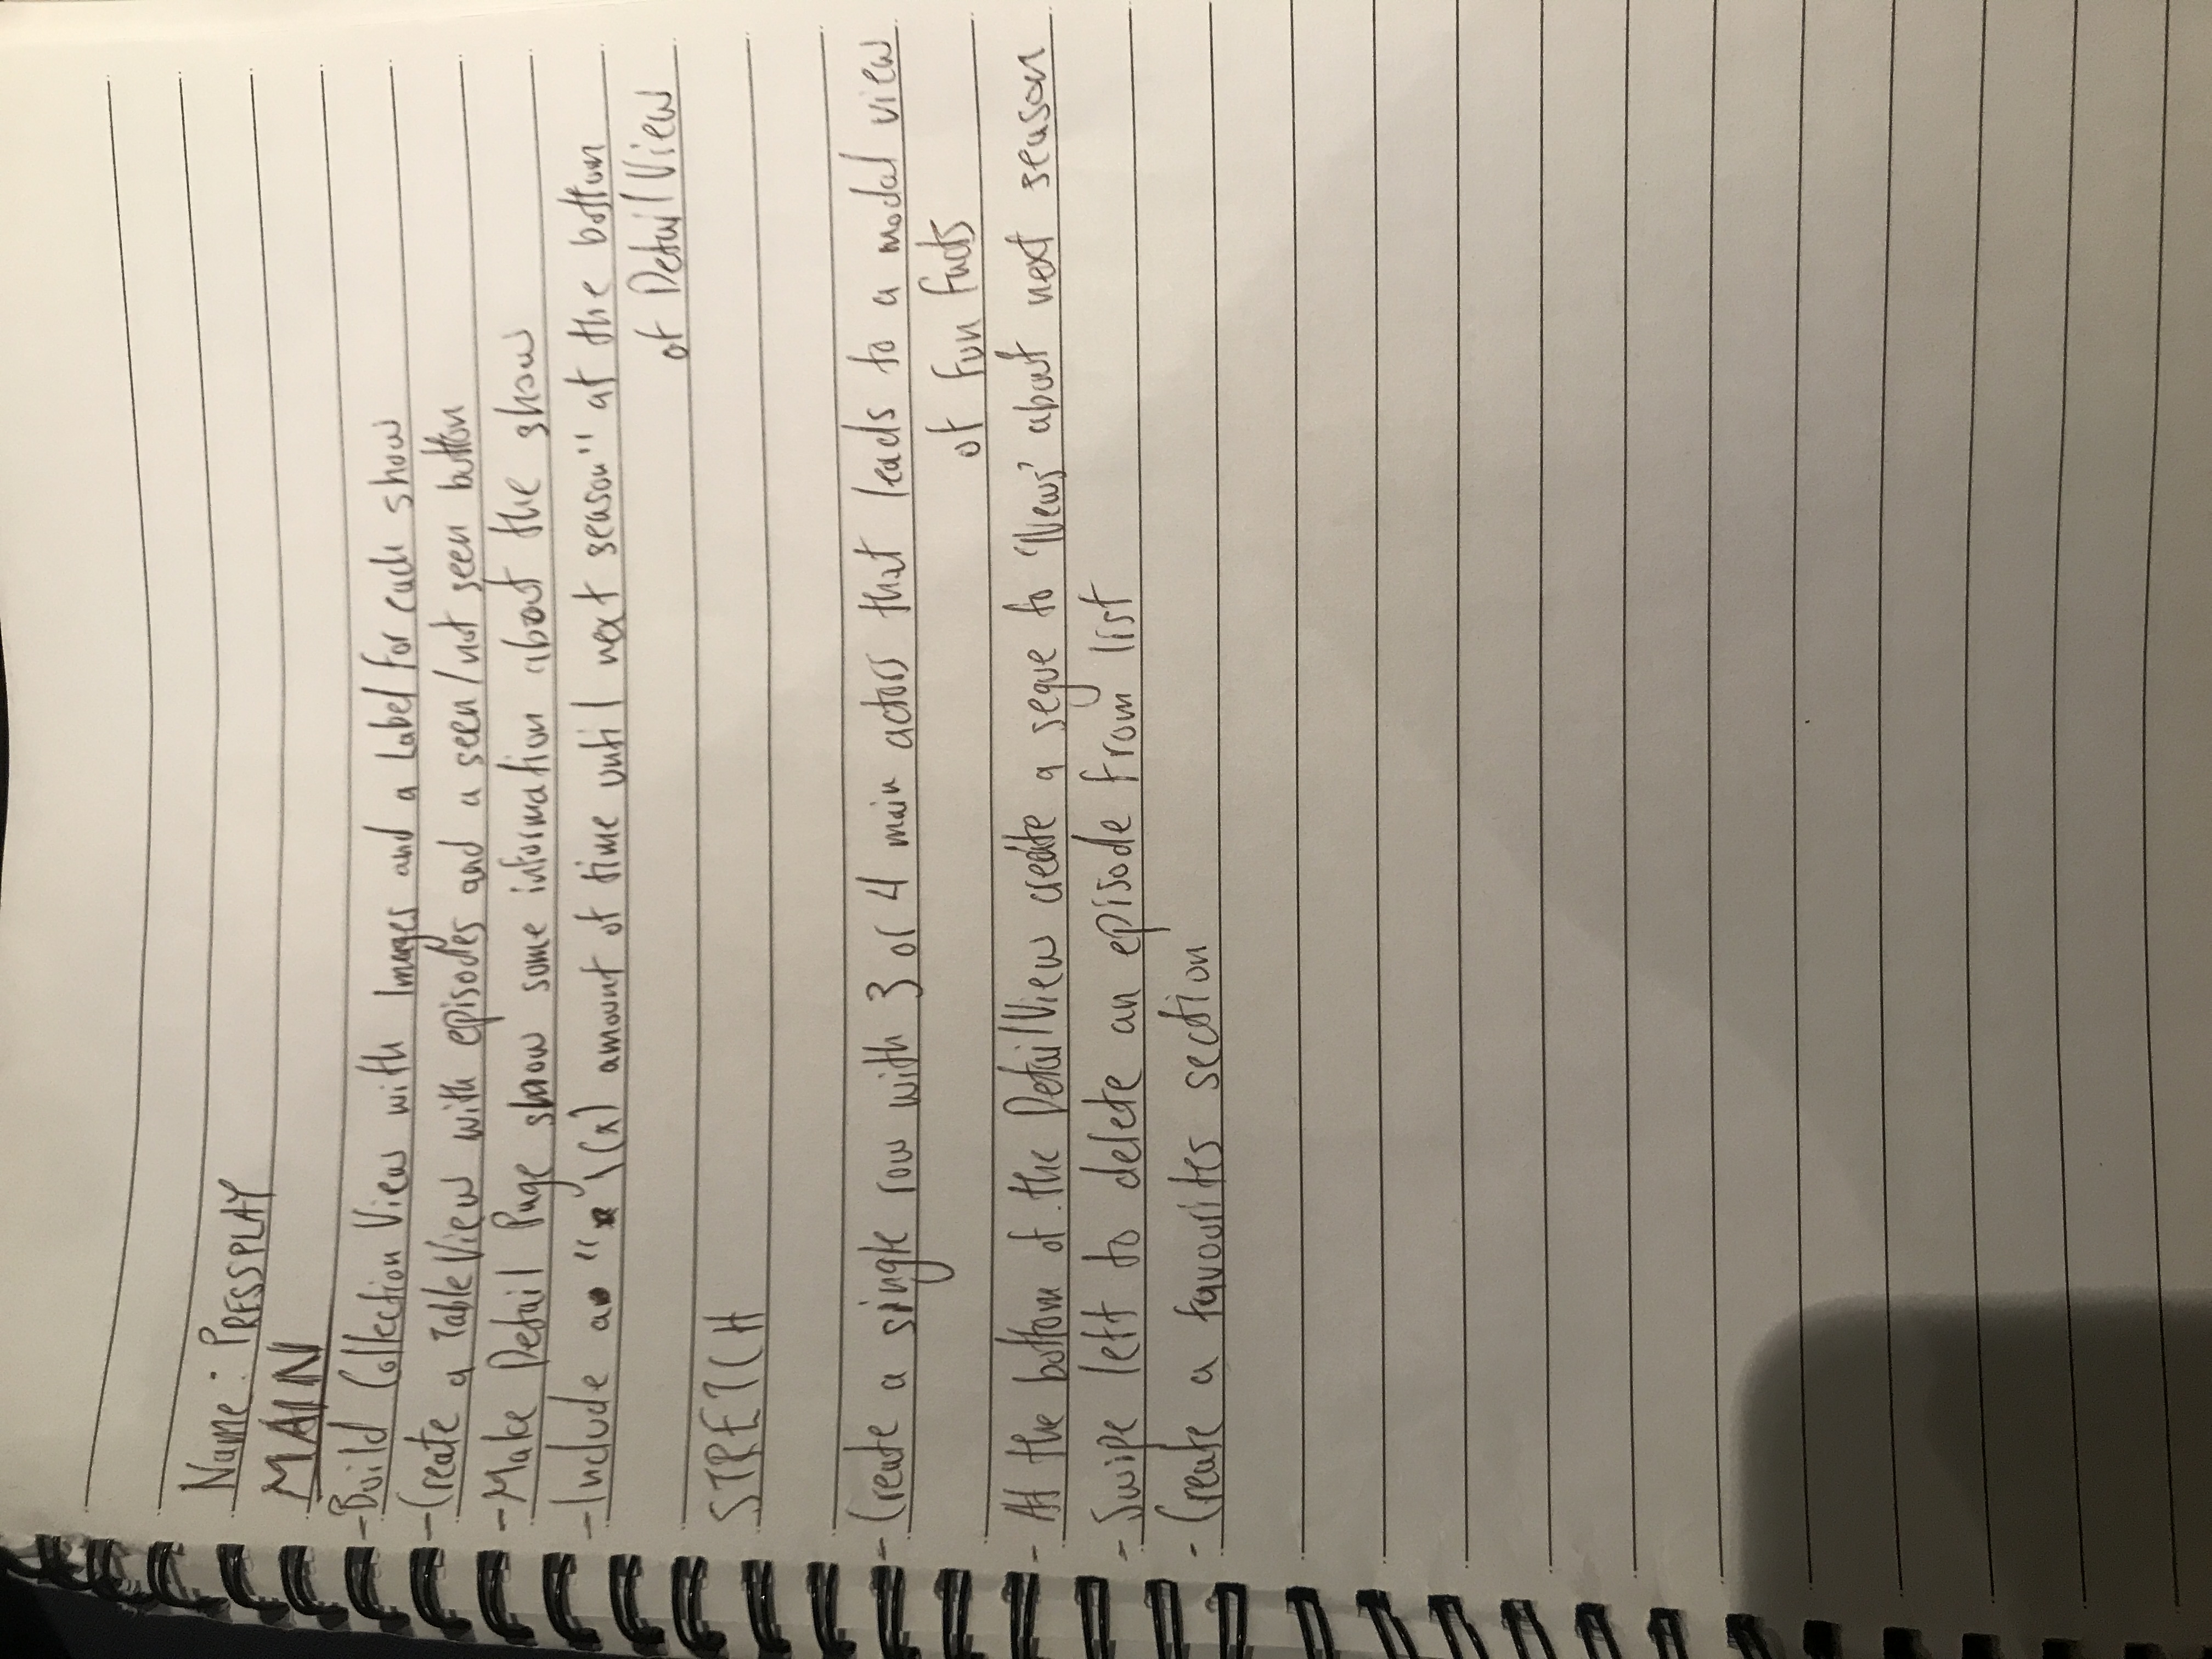 Name: PRESSPLAY
MAIN
- Build Collection View with Images and a Label for each show
- Create a TableView with episodes and a seen/not seen button
- Make Detail Page show some information about the show
- Include a "\(x) amount of time until next season" at the bottom
of DetailView
STRETCH
- Create a single row with 3 or 4 main actors that leads to a modal view
of fun facts
- At the bottom of the DetailView create a segue to 'News' about next season
- Swipe left to delete an episode from list
- Create a favourites section